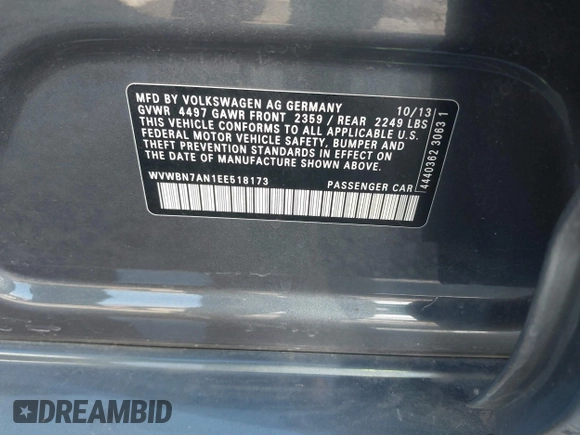 MFD BY VOLKSWAGEN AG GERMANY 10/13
GVWR 4497 GAWR FRONT 2359 / REAR 2249 LBS
THIS VEHICLE CONFORMS TO ALL APPLICABLE U.S.
FEDERAL MOTOR VEHICLE SAFETY, BUMPER AND
THEFT PREVENTION STANDARDS IN EFFECT ON
THE DATE OF MANUFACTURE SHOWN ABOVE.
WVWBN7AN1EE518173 PASSENGER CAR
4440362 3063 1
DREAMBID